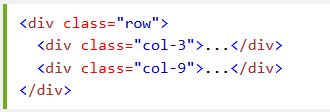 <div class="row">
  <div class="col-3">...</div>
  <div class="col-9">...</div>
</div>